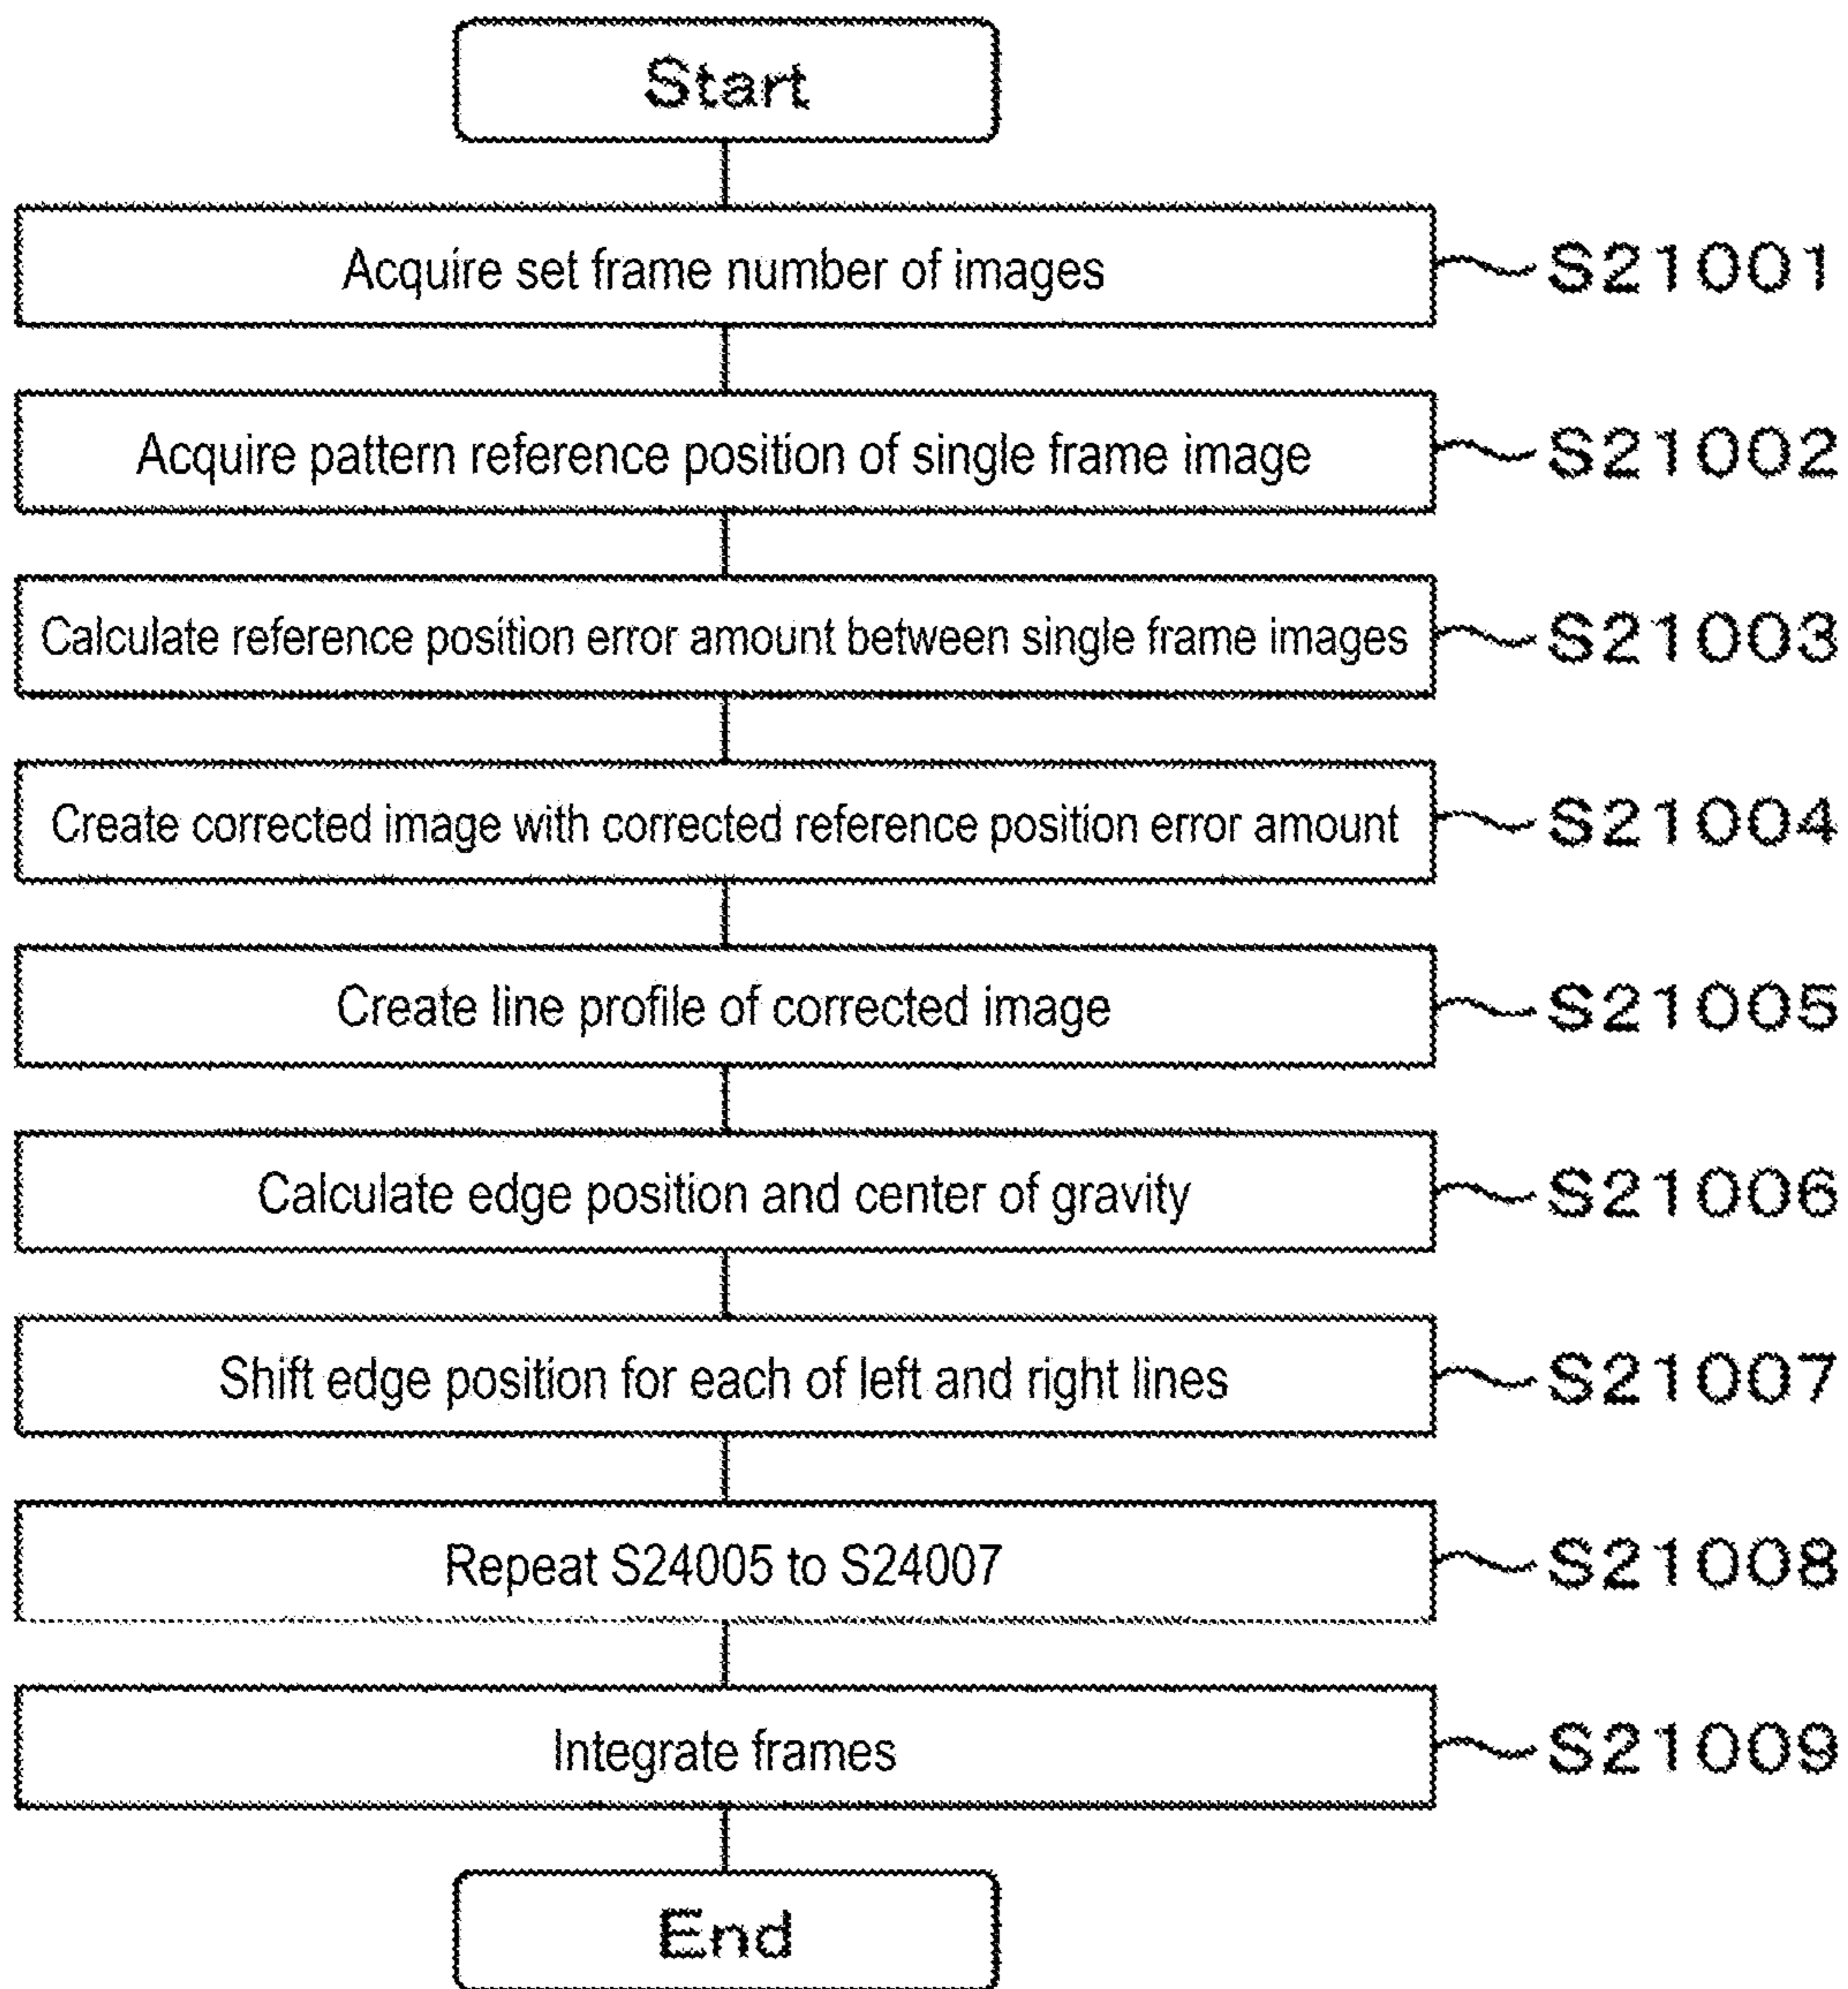 Start
Acquire set frame number of images S21001
Acquire pattern reference position of single frame image S21002
Calculate reference position error amount between single frame images S21003
Create corrected image with corrected reference position error amount S21004
Create line profile of corrected image S21005
Calculate edge position and center of gravity S21006
Shift edge position for each of left and right lines S21007
Repeat S24005 to S24007 S21008
Integrate frames S21009
End